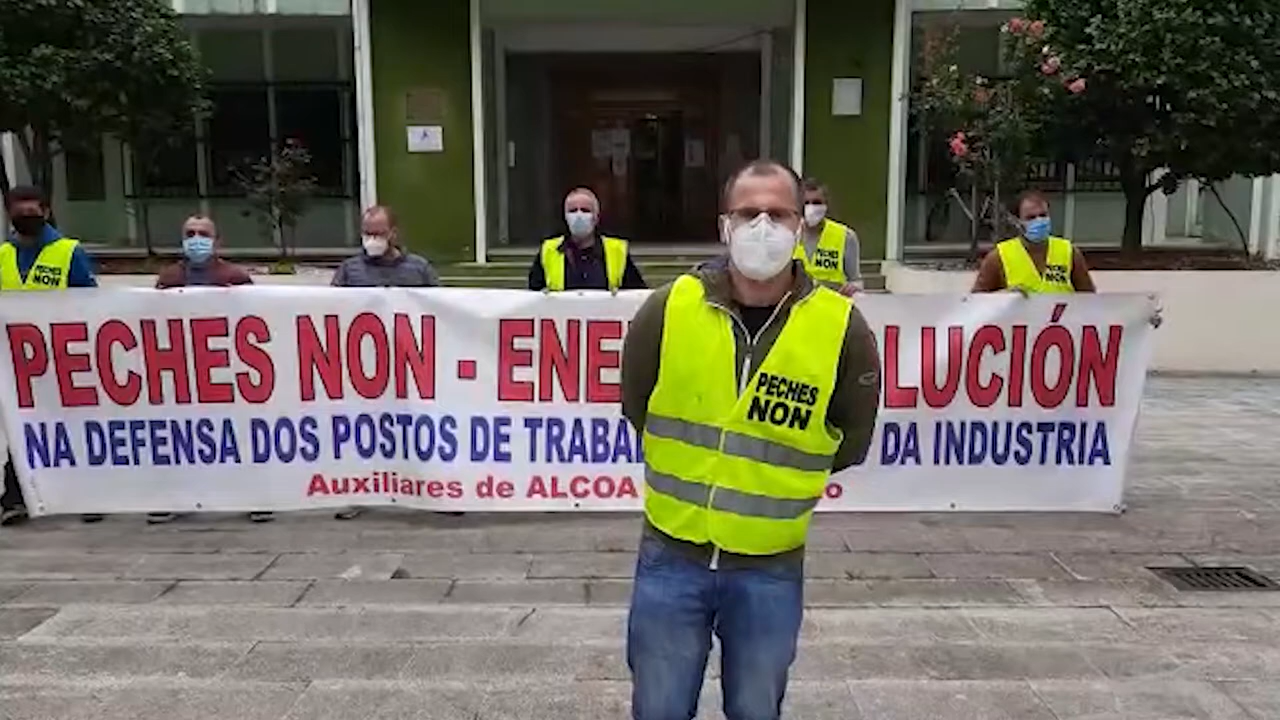 PECHES NON - ENE LUCIÓN
NA DEFENSA DOS POSTOS DE TRABAL DA INDUSTRIA
Auxiliares de ALCOA
PECHES
NON
PECHES
NON
PECHES
NON
PECHES
NON